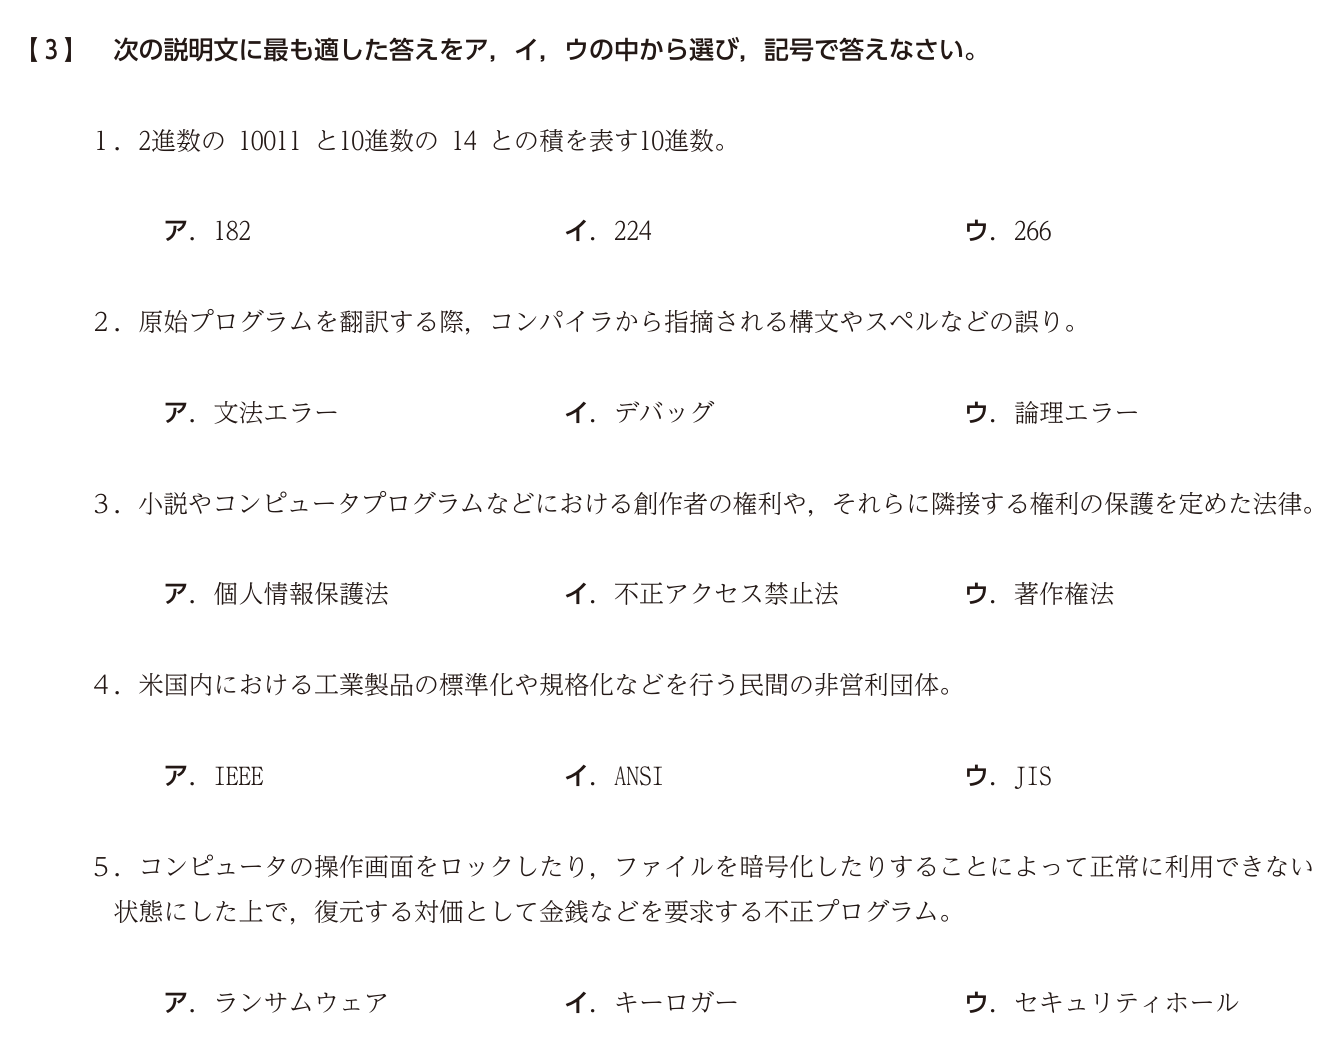 【3】　次の説明文に最も適した答えをア，イ，ウの中から選び，記号で答えなさい。
１．2進数の 10011 と10進数の 14 との積を表す10進数。
ア．182　イ．224　ウ．266
２．原始プログラムを翻訳する際，コンパイラから指摘される構文やスペルなどの誤り。
ア．文法エラー　イ．デバッグ　ウ．論理エラー
３．小説やコンピュータプログラムなどにおける創作者の権利や，それらに隣接する権利の保護を定めた法律。
ア．個人情報保護法　イ．不正アクセス禁止法　ウ．著作権法
４．米国内における工業製品の標準化や規格化などを行う民間の非営利団体。
ア．IEEE　イ．ANSI　ウ．JIS
５．コンピュータの操作画面をロックしたり，ファイルを暗号化したりすることによって正常に利用できない
状態にした上で，復元する対価として金銭などを要求する不正プログラム。
ア．ランサムウェア　イ．キーロガー　ウ．セキュリティホール